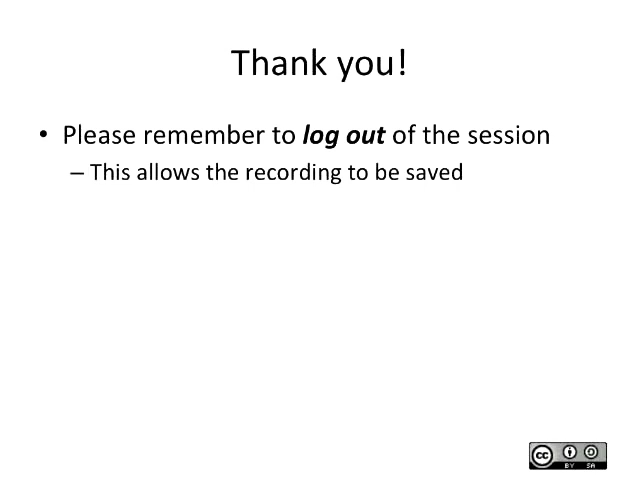 Thank you!
• Please remember to log out of the session
– This allows the recording to be saved
cc
BY SA